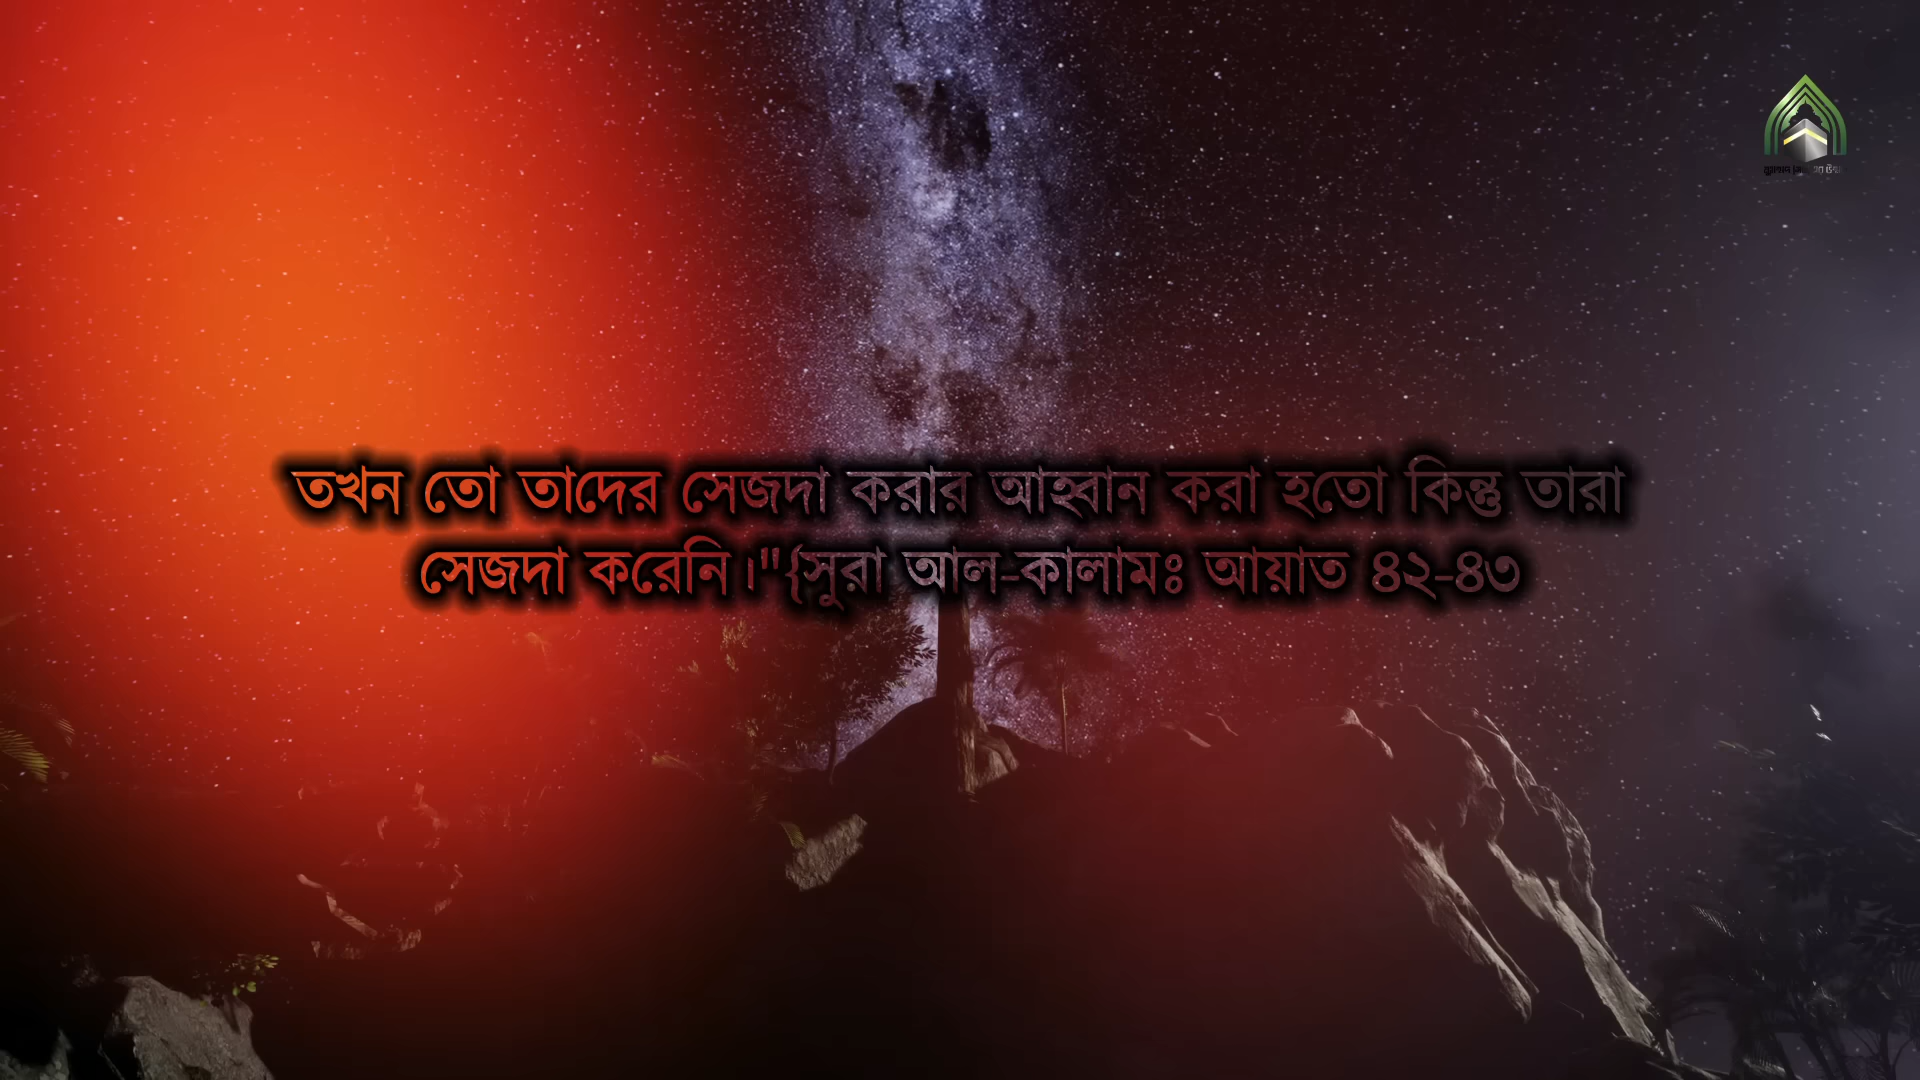 তখন তো তাদের সেজদা করার আহ্বান করা হতো কিন্তু তারা
সেজদা করেনি।"{সুরা আল-কালামঃ আয়াত ৪২-৪৩